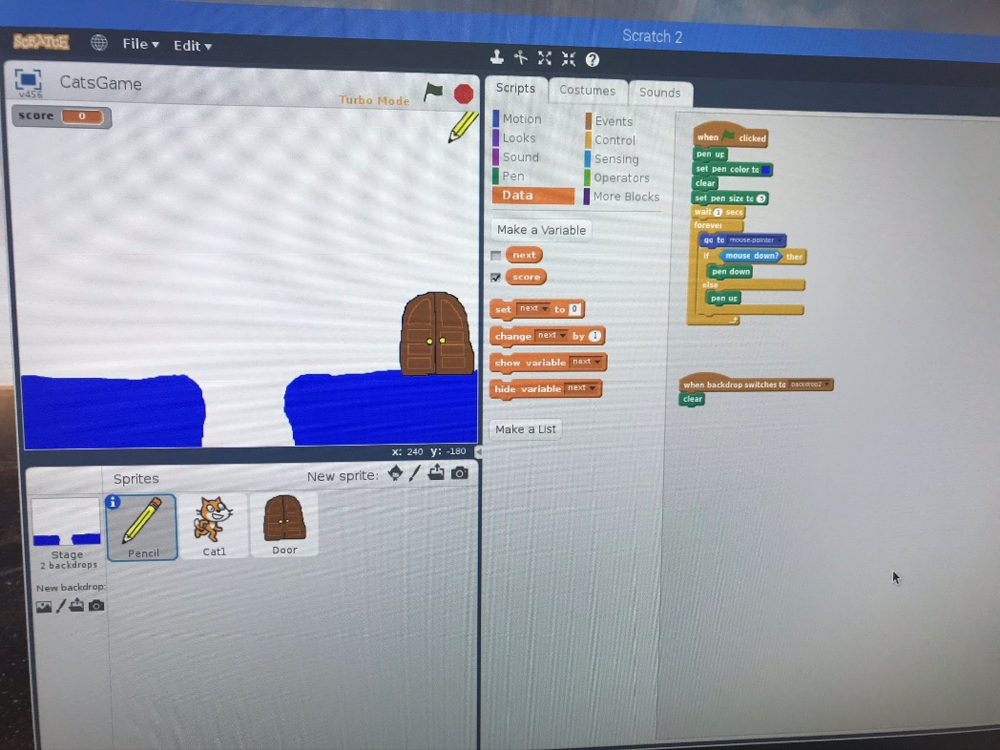 Scratch 2
SCRATCH File Edit
CatsGame
v456
Turbo Mode
score 0
x: 240 y: -180
Scripts Costumes Sounds
Motion Events
Looks Control
Sound Sensing
Pen Operators
Data More Blocks
Make a Variable
next
score
set next to 0
change next by 1
show variable next
hide variable next
Make a List
when clicked
pen up
set pen color to
clear
set pen size to 5
wait 1 secs
forever
go to mouse-pointer
if mouse down? then
pen down
else
pen up
when backdrop switches to backdrop2
clear
Sprites New sprite:
Stage
2 backdrops
New backdrop:
Pencil
Cat1
Door